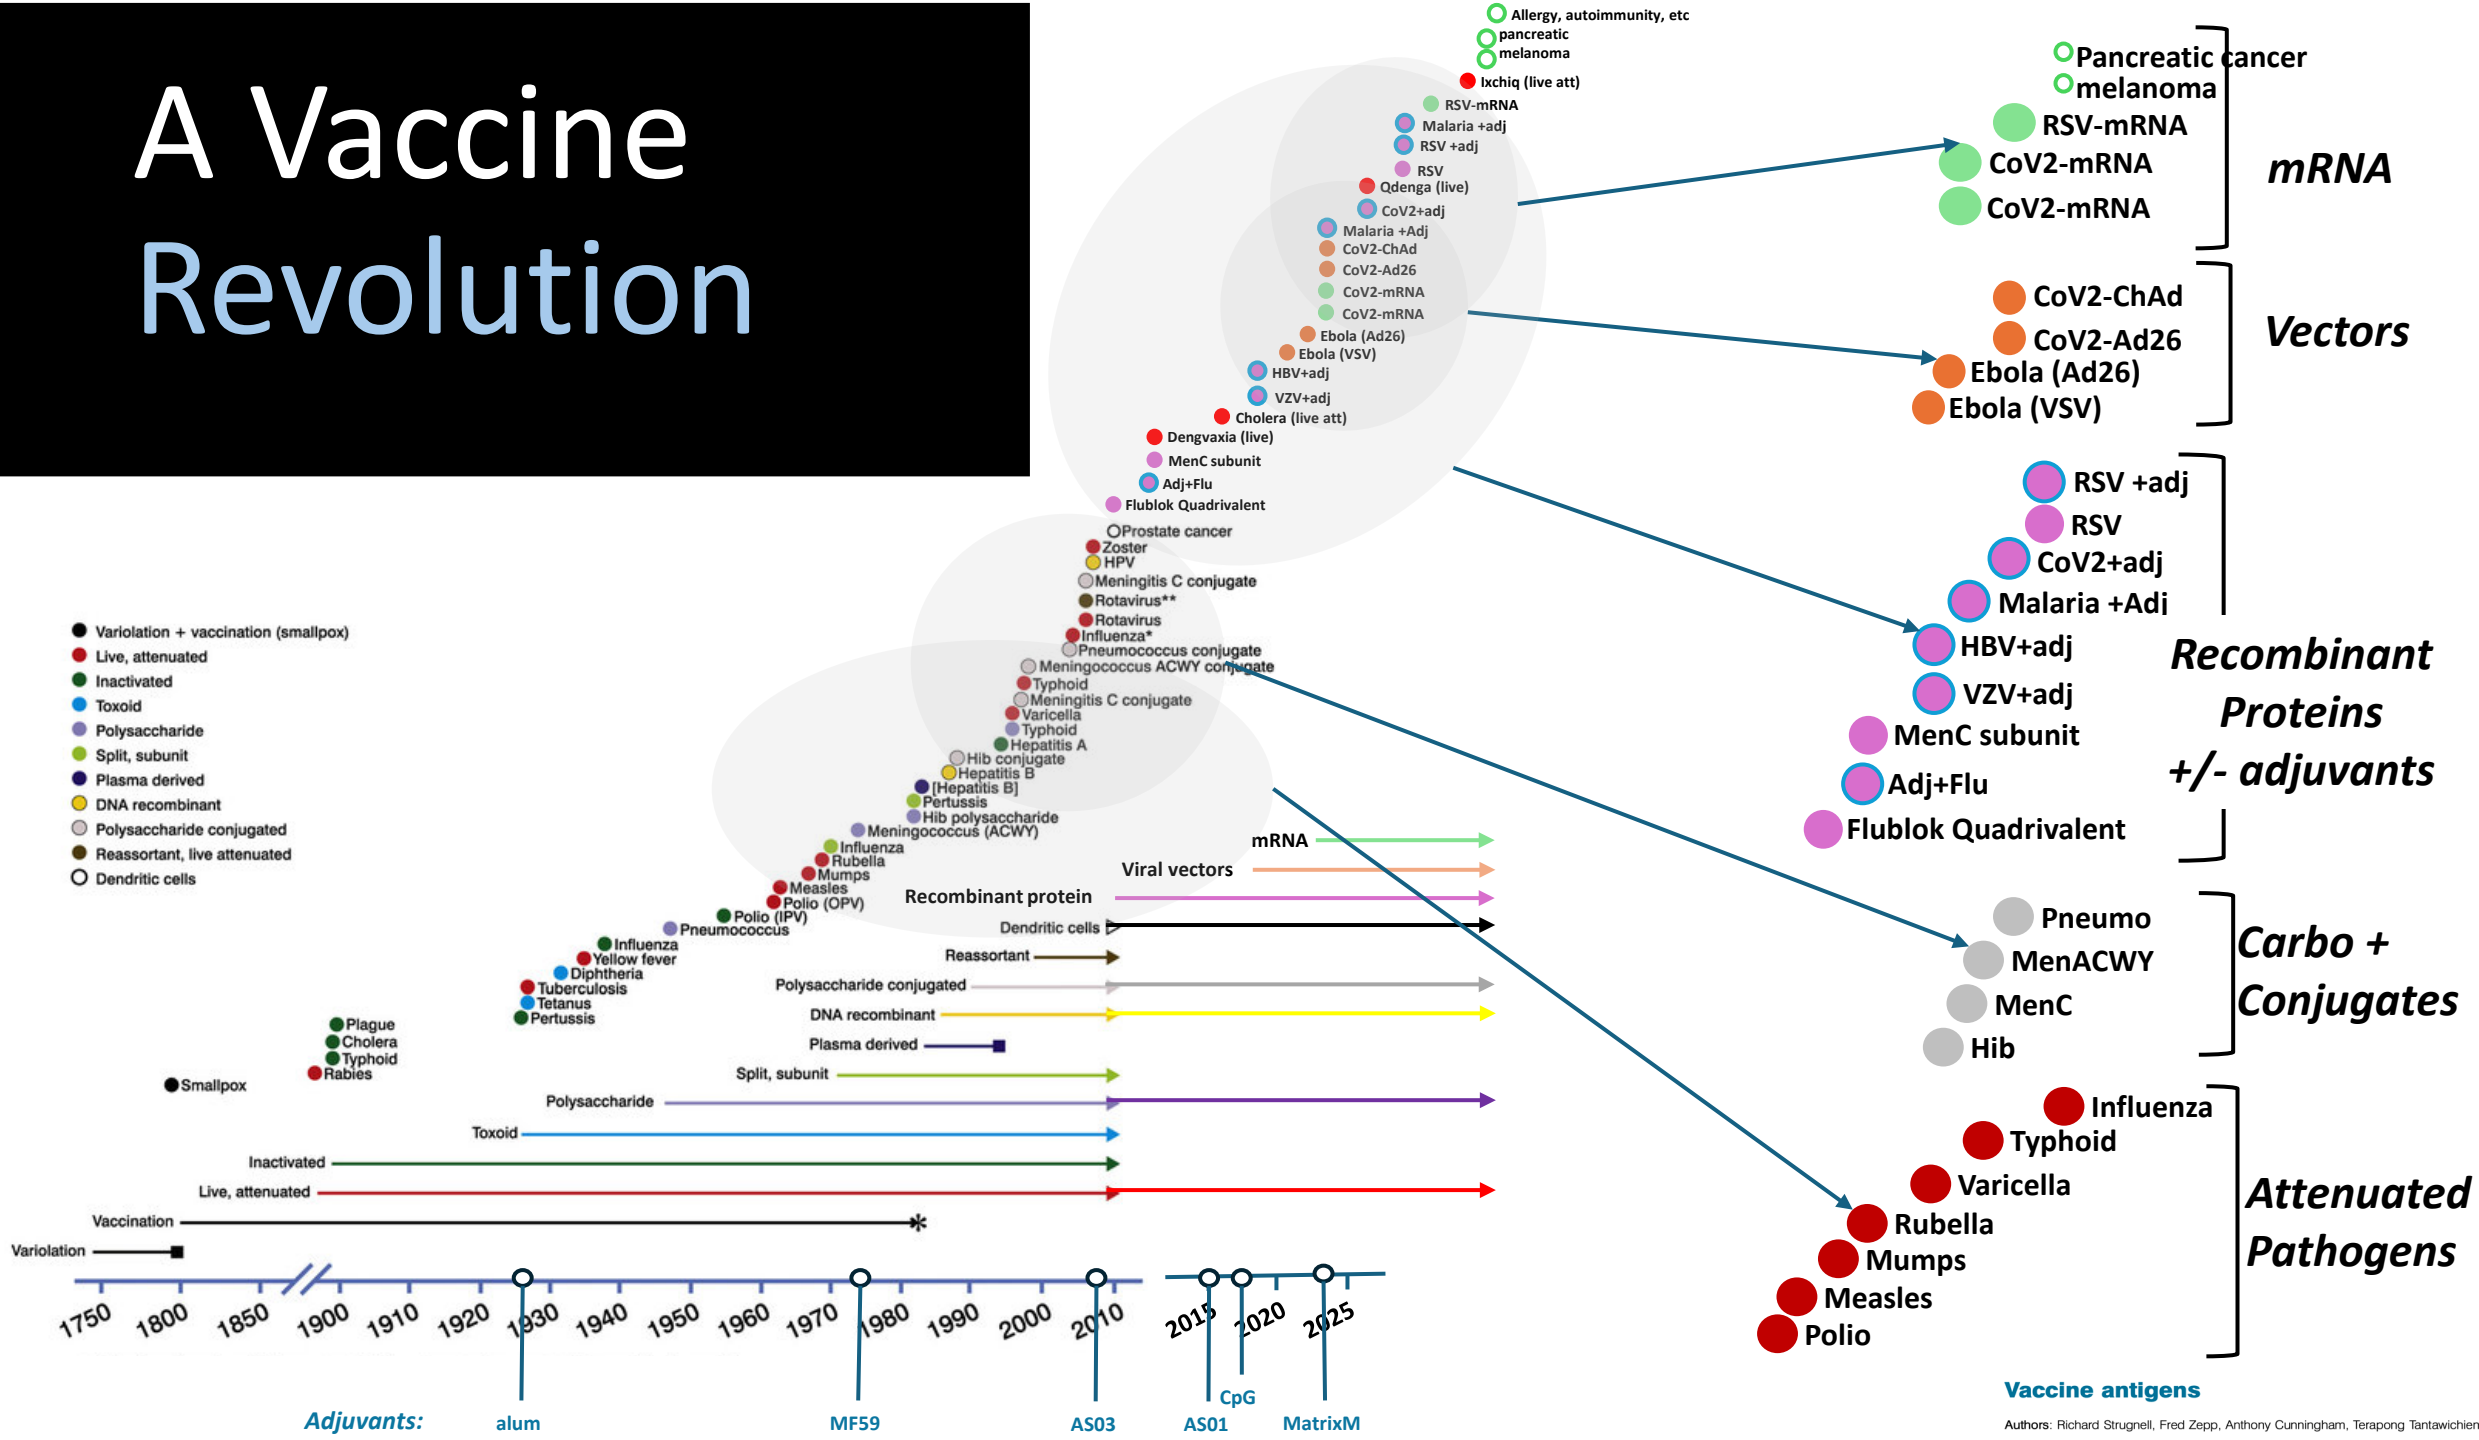 A Vaccine
Revolution
Allergy, autoimmunity, etc
pancreatic
melanoma
Ixchiq (live att)
RSV-mRNA
Malaria +adj
RSV +adj
RSV
Qdenga (live)
CoV2+adj
Malaria +Adj
CoV2-ChAd
CoV2-Ad26
CoV2-mRNA
CoV2-mRNA
Ebola (Ad26)
Ebola (VSV)
HBV+adj
VZV+adj
Cholera (live att)
Dengvaxia (live)
MenC subunit
Adj+Flu
Flublok Quadrivalent
Prostate cancer
Zoster
HPV
Meningitis C conjugate
Rotavirus**
Rotavirus
Influenza*
Pneumococcus conjugate
Meningococcus ACWY conjugate
Typhoid
Meningitis C conjugate
Varicella
Typhoid
Hepatitis A
Hib conjugate
Hepatitis B
[Hepatitis B]
Pertussis
Hib polysaccharide
Meningococcus (ACWY)
Influenza
Rubella
Mumps
Measles
Polio (OPV)
Polio (IPV)
Pneumococcus
Influenza
Yellow fever
Diphtheria
Tuberculosis
Tetanus
Pertussis
Plague
Cholera
Typhoid
Rabies
Smallpox
Variolation + vaccination (smallpox)
Live, attenuated
Inactivated
Toxoid
Polysaccharide
Split, subunit
Plasma derived
DNA recombinant
Polysaccharide conjugated
Reassortant, live attenuated
Dendritic cells
mRNA
Viral vectors
Recombinant protein
Dendritic cells
Reassortant
Polysaccharide conjugated
DNA recombinant
Plasma derived
Split, subunit
Polysaccharide
Toxoid
Inactivated
Live, attenuated
Vaccination
Variolation
1750 1800 1850 1900 1910 1920 1930 1940 1950 1960 1970 1980 1990 2000 2010 2015 2020 2025
Adjuvants: alum MF59 AS03 AS01 CpG MatrixM
Pancreatic cancer
melanoma
RSV-mRNA
CoV2-mRNA
CoV2-mRNA
mRNA
CoV2-ChAd
CoV2-Ad26
Ebola (Ad26)
Ebola (VSV)
Vectors
RSV +adj
RSV
CoV2+adj
Malaria +Adj
HBV+adj
VZV+adj
MenC subunit
Adj+Flu
Flublok Quadrivalent
Recombinant
Proteins
+/- adjuvants
Pneumo
MenACWY
MenC
Hib
Carbo +
Conjugates
Influenza
Typhoid
Varicella
Rubella
Mumps
Measles
Polio
Attenuated
Pathogens
Vaccine antigens
Authors: Richard Strugnell, Fred Zepp, Anthony Cunningham, Terapong Tantawichien